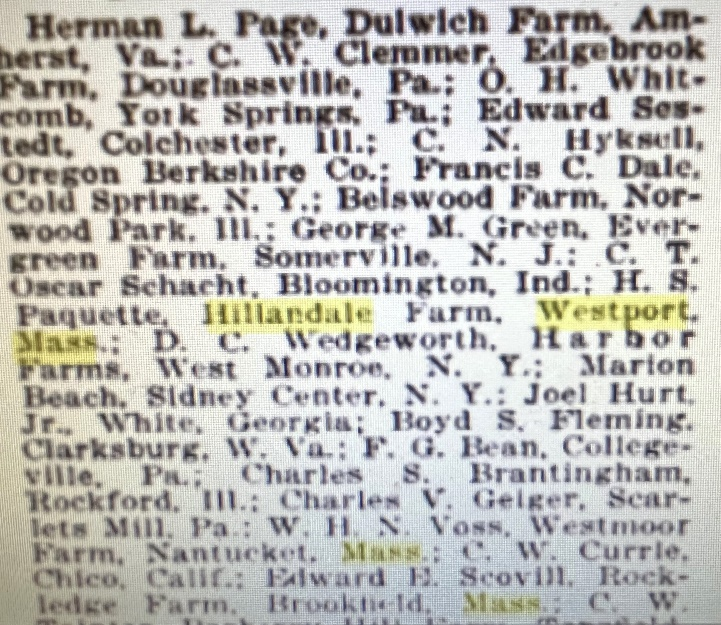 Herman L. Page, Dulwich Farm, Am-
herst, Va.; C. W. Clemmer, Edgebrook
Farm, Douglassville, Pa.; O. H. Whit-
comb, York Springs, Pa.; Edward Ses-
tedt, Colchester, Ill.; C. N. Hyksell,
Oregon Berkshire Co.; Francis C. Dale,
Cold Spring, N. Y.; Belswood Farm, Nor-
wood Park, Ill.; George M. Green, Ever-
green Farm, Somerville, N. J.; C. T.
Oscar Schacht, Bloomington, Ind.; H. S.
Paquette, Hillandale Farm, Westport,
Mass.; D. C. Wedgeworth, Harbor
Farms, West Monroe, N. Y.; Marion
Beach, Sidney Center, N. Y.; Joel Hurt,
Jr., White, Georgia; Boyd S. Fleming,
Clarksburg, W. Va.; F. G. Bean, College-
ville, Pa.; Charles S. Brantingham,
Rockford, Ill.; Charles V. Geiger, Scar-
lets Mill, Pa.; W. H. N. Voss, Westmoor
Farm, Nantucket, Mass.; C. W. Currie,
Chico, Calif.; Edward E. Scovill, Rock-
ledge Farm, Brookfield, Mass.; C. W.